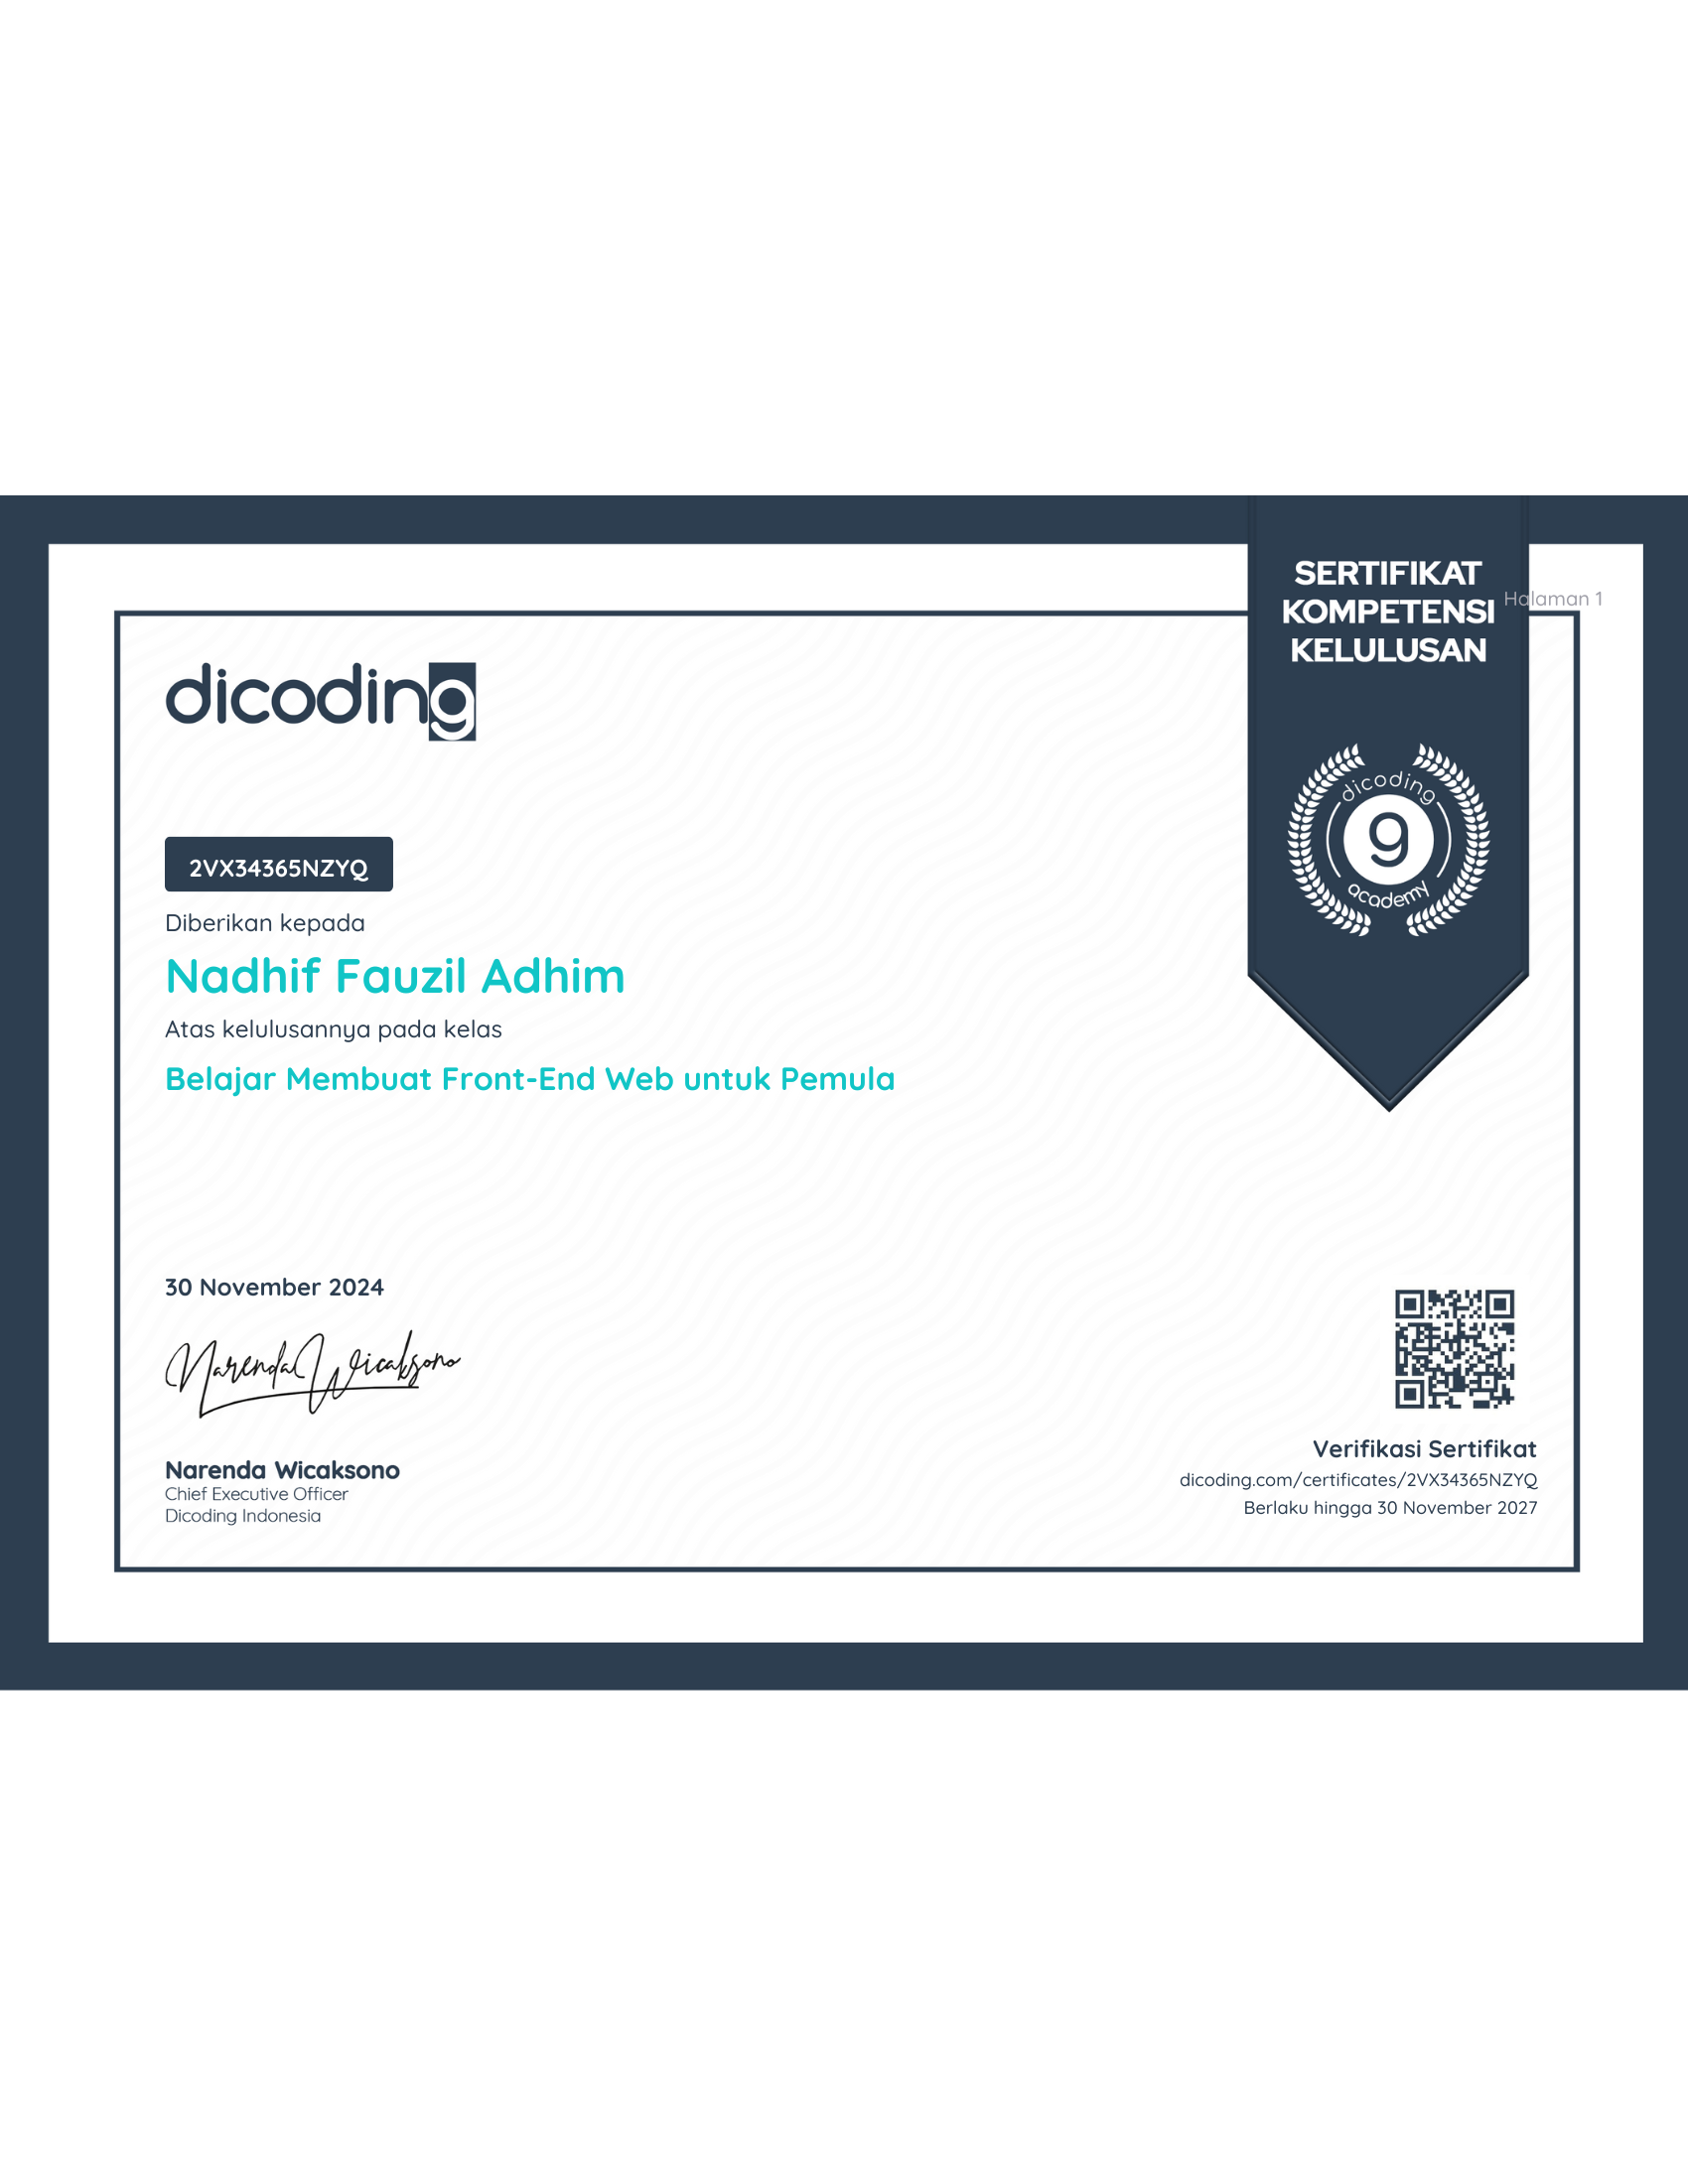 SERTIFIKAT
KOMPETENSI
KELULUSAN
Halaman 1
dicoding
dicoding
g
academy
2VX34365NZYQ
Diberikan kepada
Nadhif Fauzil Adhim
Atas kelulusannya pada kelas
Belajar Membuat Front-End Web untuk Pemula
30 November 2024
Narenda Wicaksono
Narenda Wicaksono
Chief Executive Officer
Dicoding Indonesia
Verifikasi Sertifikat
dicoding.com/certificates/2VX34365NZYQ
Berlaku hingga 30 November 2027